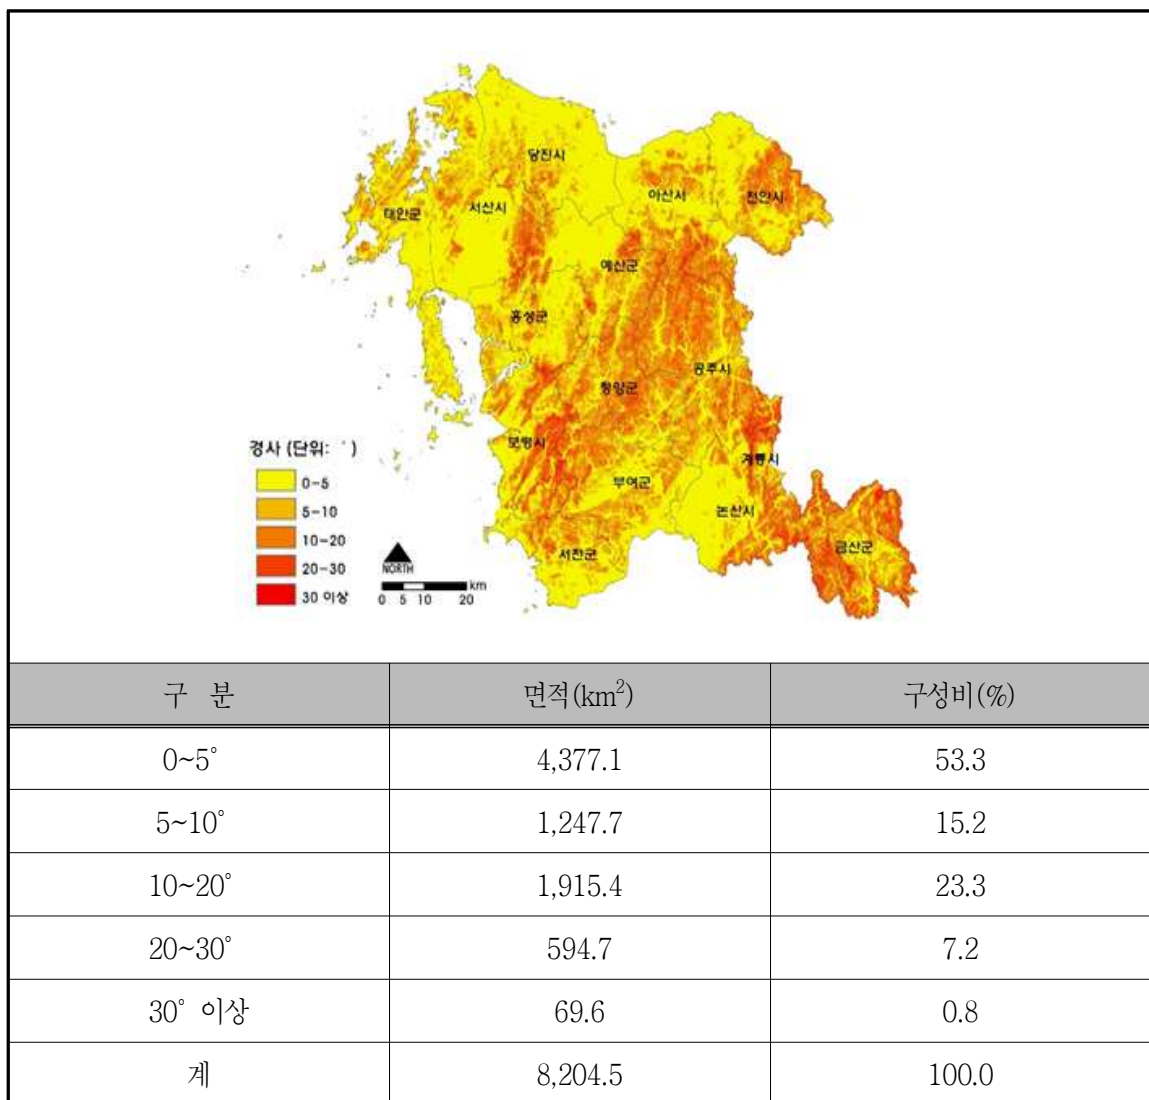 당진시
아산시
천안시
태안군
서산시
예산군
홍성군
공주시
청양군
보령시
계룡시
부여군
논산시
서천군
금산군
경사 (단위: ˚)
0-5
5-10
10-20
20-30
30 이상
NORTH
km
0 5 10 20
구 분 면적(km²) 구성비(%)
0~5° 4,377.1 53.3
5~10° 1,247.7 15.2
10~20° 1,915.4 23.3
20~30° 594.7 7.2
30° 이상 69.6 0.8
계 8,204.5 100.0